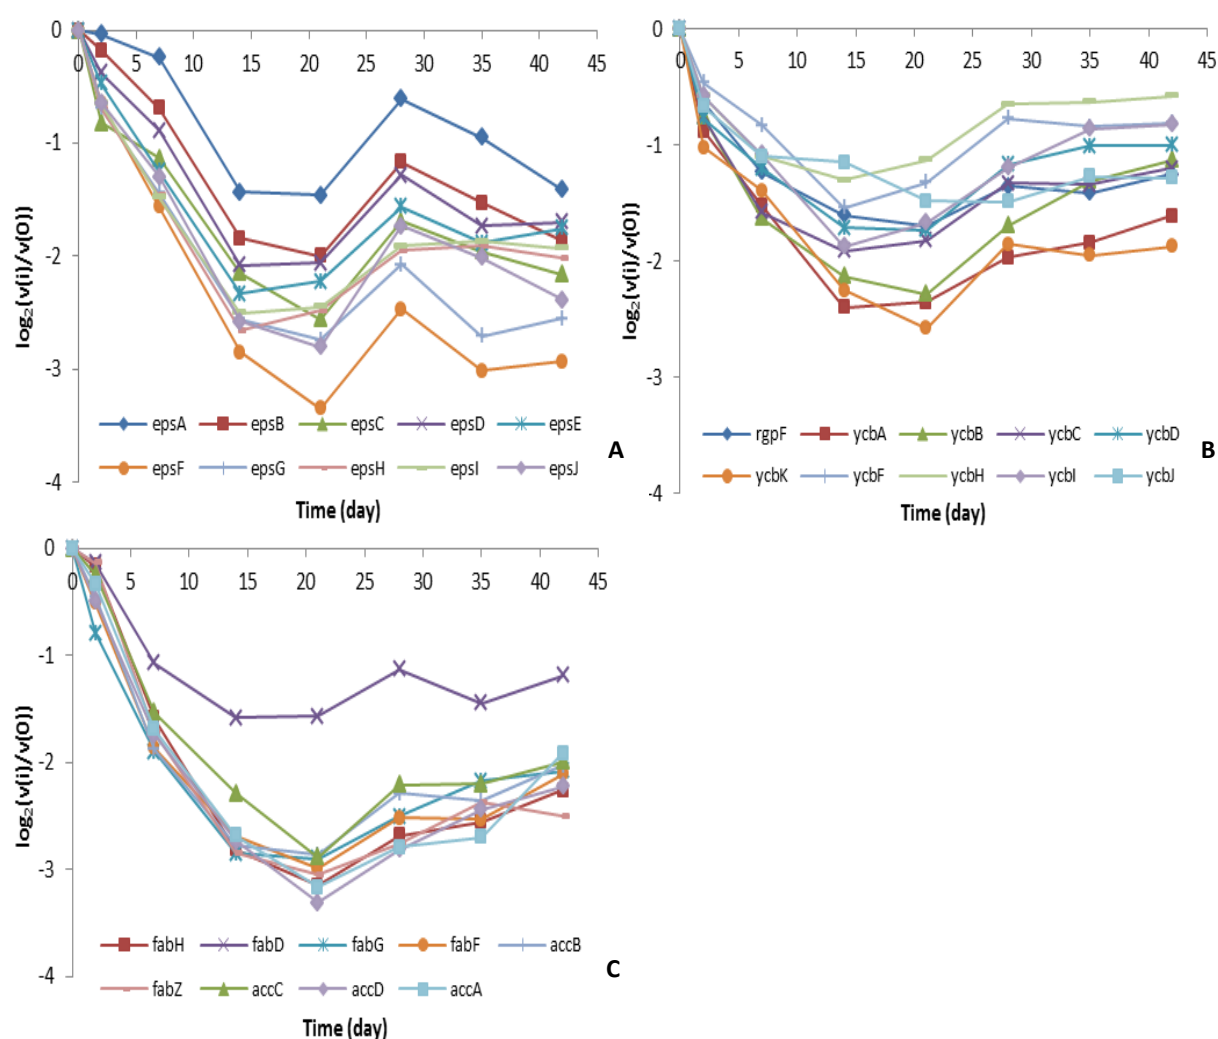 0
0 5 10 15 20 25 30 35 40 45
-1
-2
-3
-4
log₂(v(i)/v(0))
epsA epsB epsC epsD epsE
epsF epsG epsH epsI epsJ
Time (day)
A
0
0 5 10 15 20 25 30 35 40 45
-1
-2
-3
-4
log₂(v(i)/v(0))
rgpF ycbA ycbB ycbC ycbD
ycbK ycbF ycbH ycbI ycbJ
Time (day)
B
0
0 5 10 15 20 25 30 35 40 45
-1
-2
-3
-4
log₂(v(i)/v(0))
fabH fabD fabG fabF accB
fabZ accC accD accA
Time (day)
C